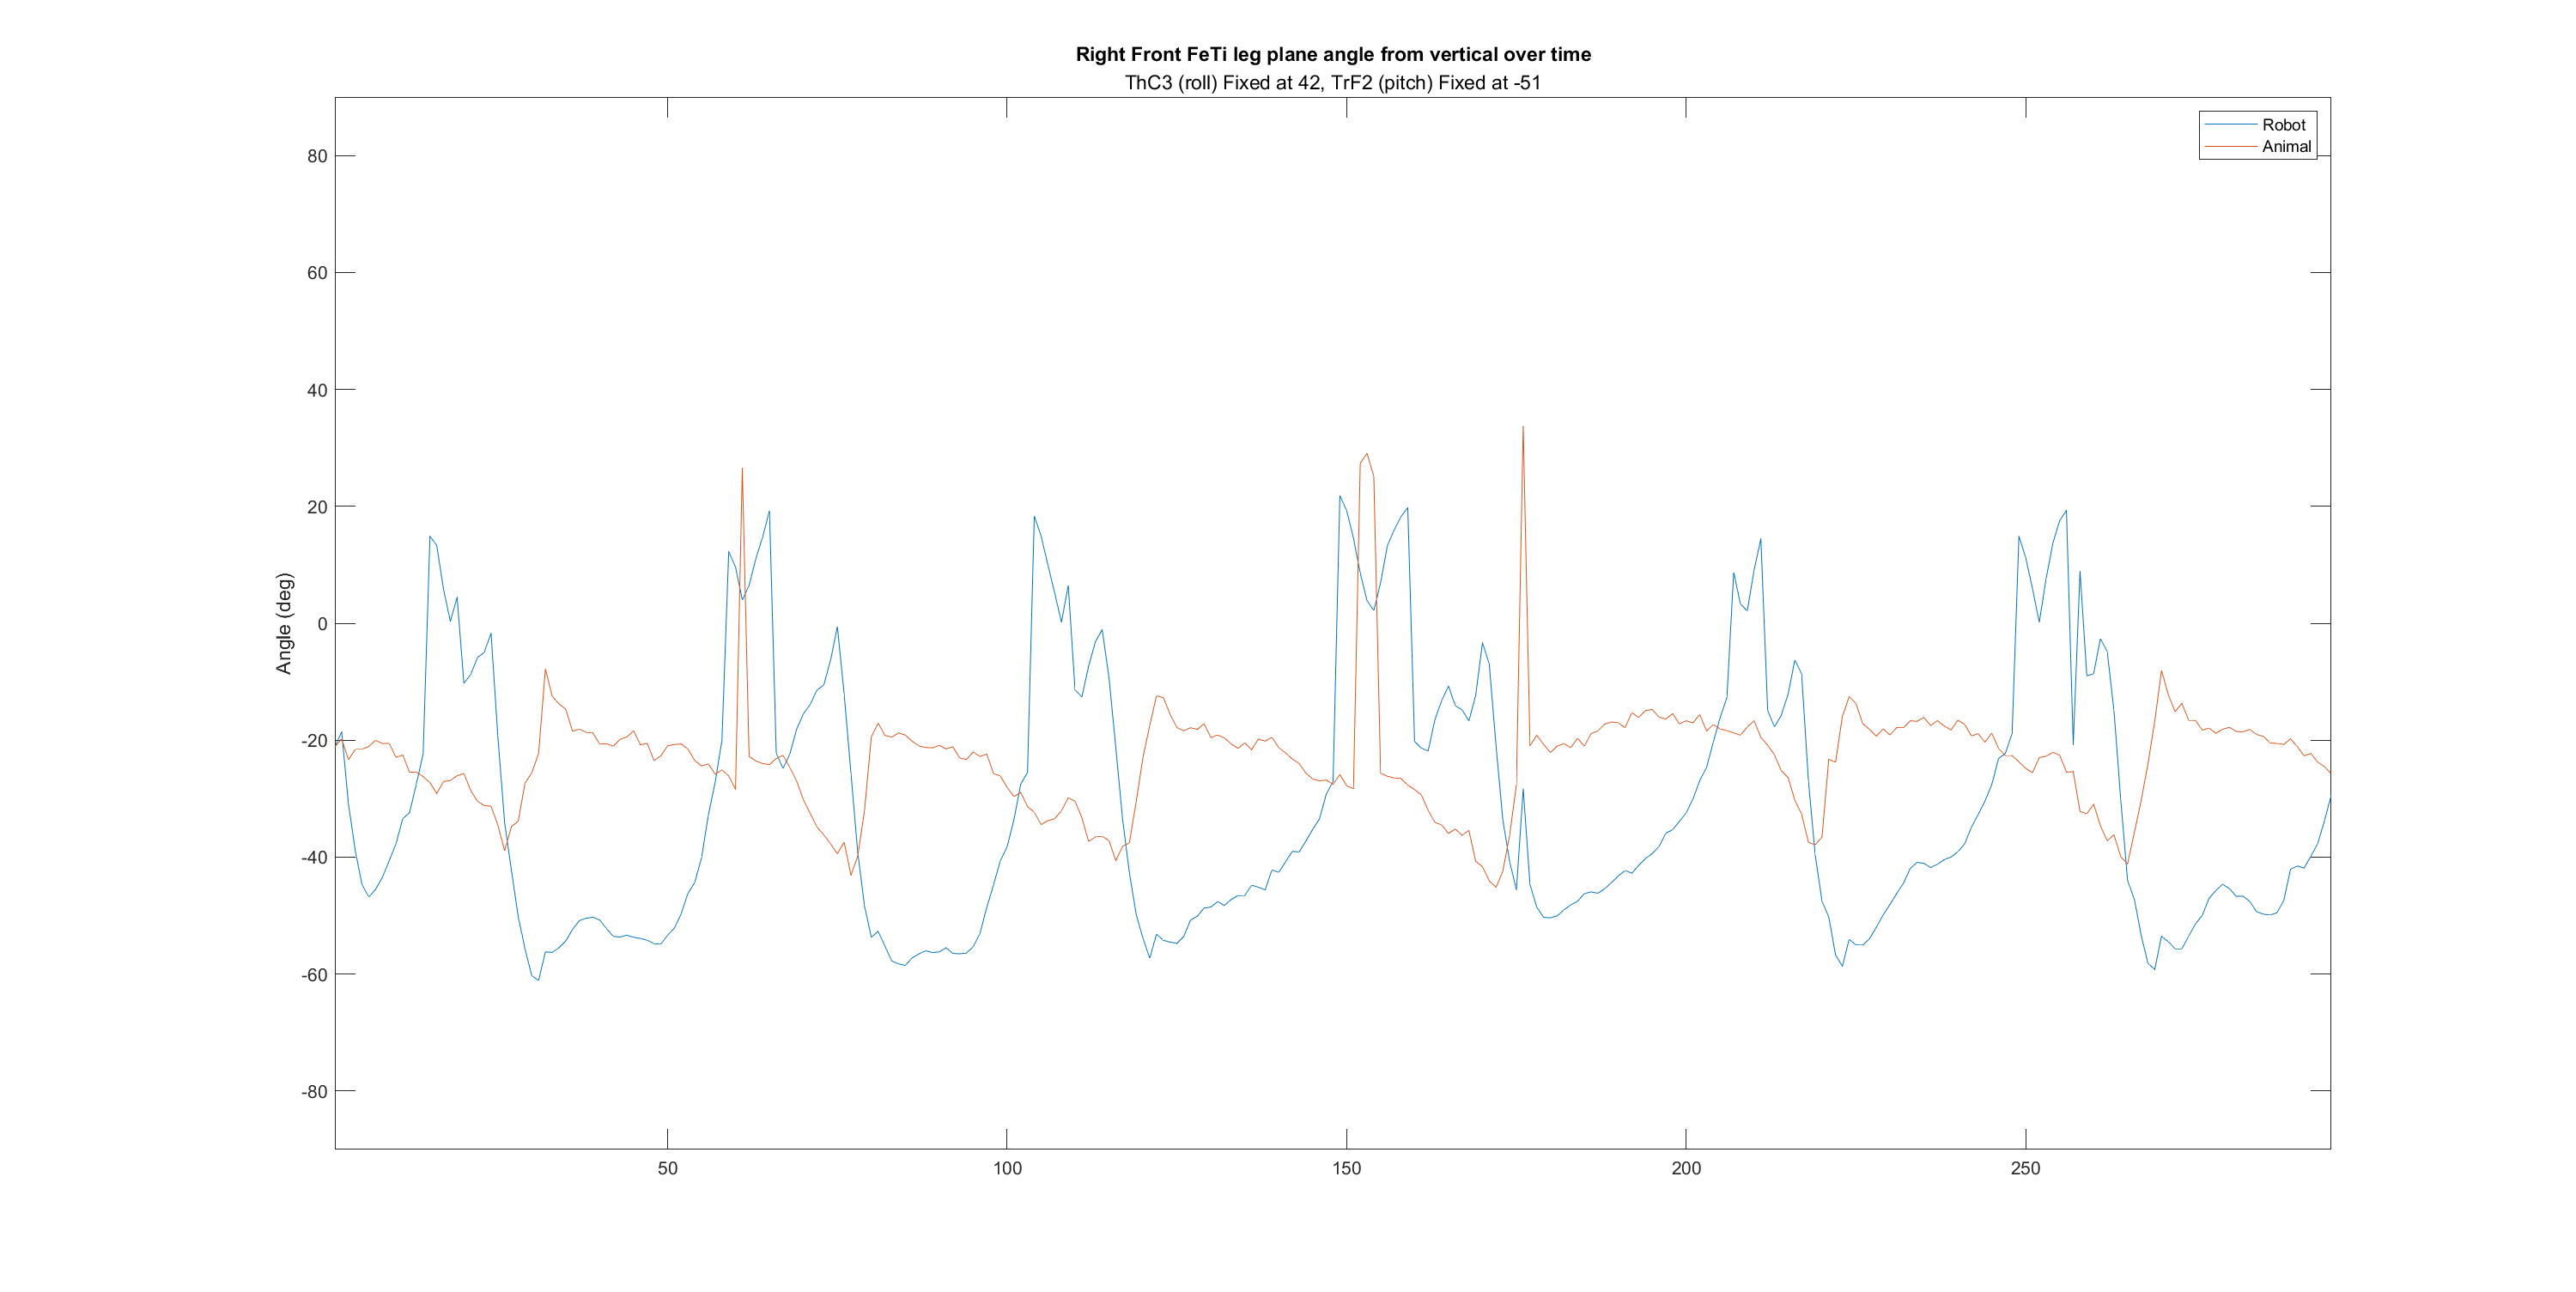 Right Front FeTi leg plane angle from vertical over time
ThC3 (roll) Fixed at 42, TrF2 (pitch) Fixed at -51
Robot
Animal
Angle (deg)
80
60
40
20
0
-20
-40
-60
-80
50 100 150 200 250